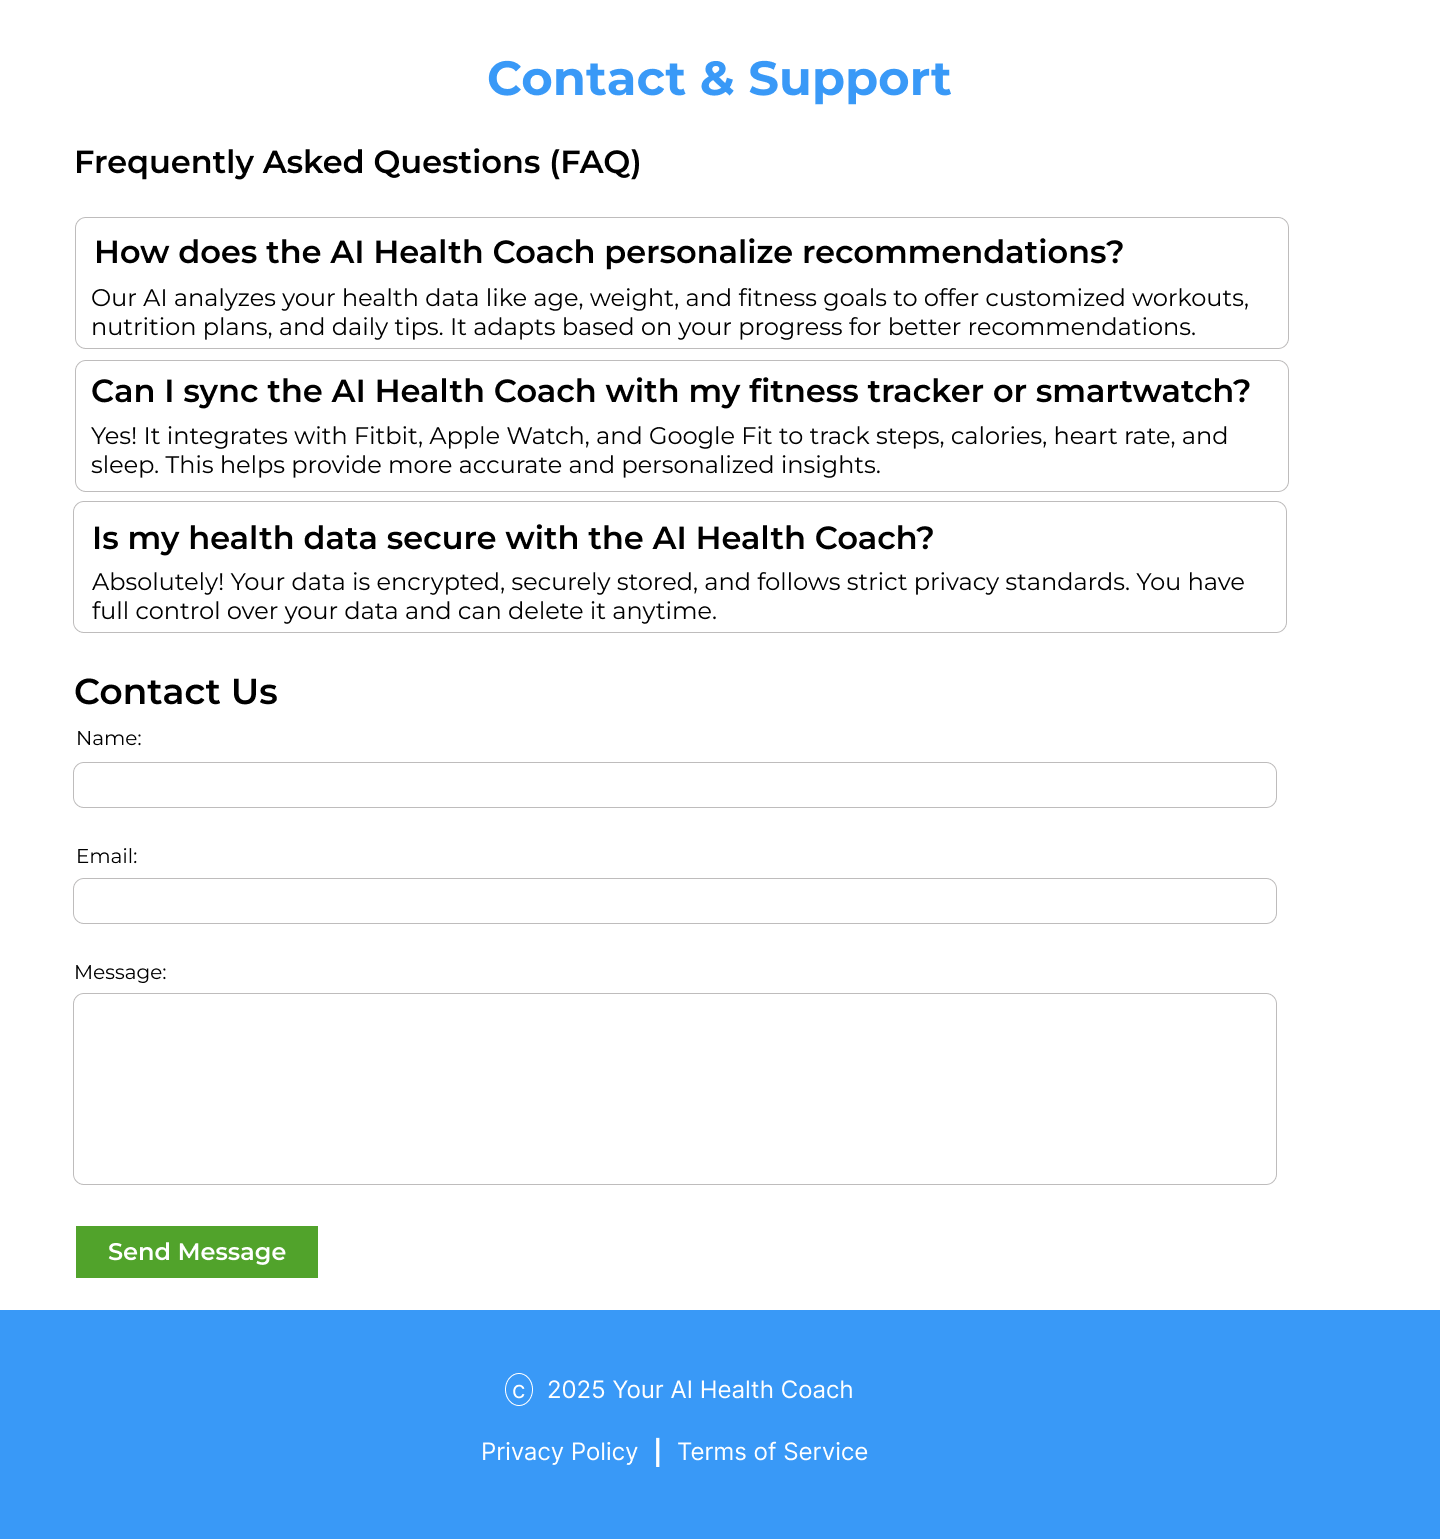 Contact & Support
Frequently Asked Questions (FAQ)
How does the AI Health Coach personalize recommendations?
Our AI analyzes your health data like age, weight, and fitness goals to offer customized workouts,
nutrition plans, and daily tips. It adapts based on your progress for better recommendations.
Can I sync the AI Health Coach with my fitness tracker or smartwatch?
Yes! It integrates with Fitbit, Apple Watch, and Google Fit to track steps, calories, heart rate, and
sleep. This helps provide more accurate and personalized insights.
Is my health data secure with the AI Health Coach?
Absolutely! Your data is encrypted, securely stored, and follows strict privacy standards. You have
full control over your data and can delete it anytime.
Contact Us
Name:
Email:
Message:
Send Message
© 2025 Your AI Health Coach
Privacy Policy | Terms of Service